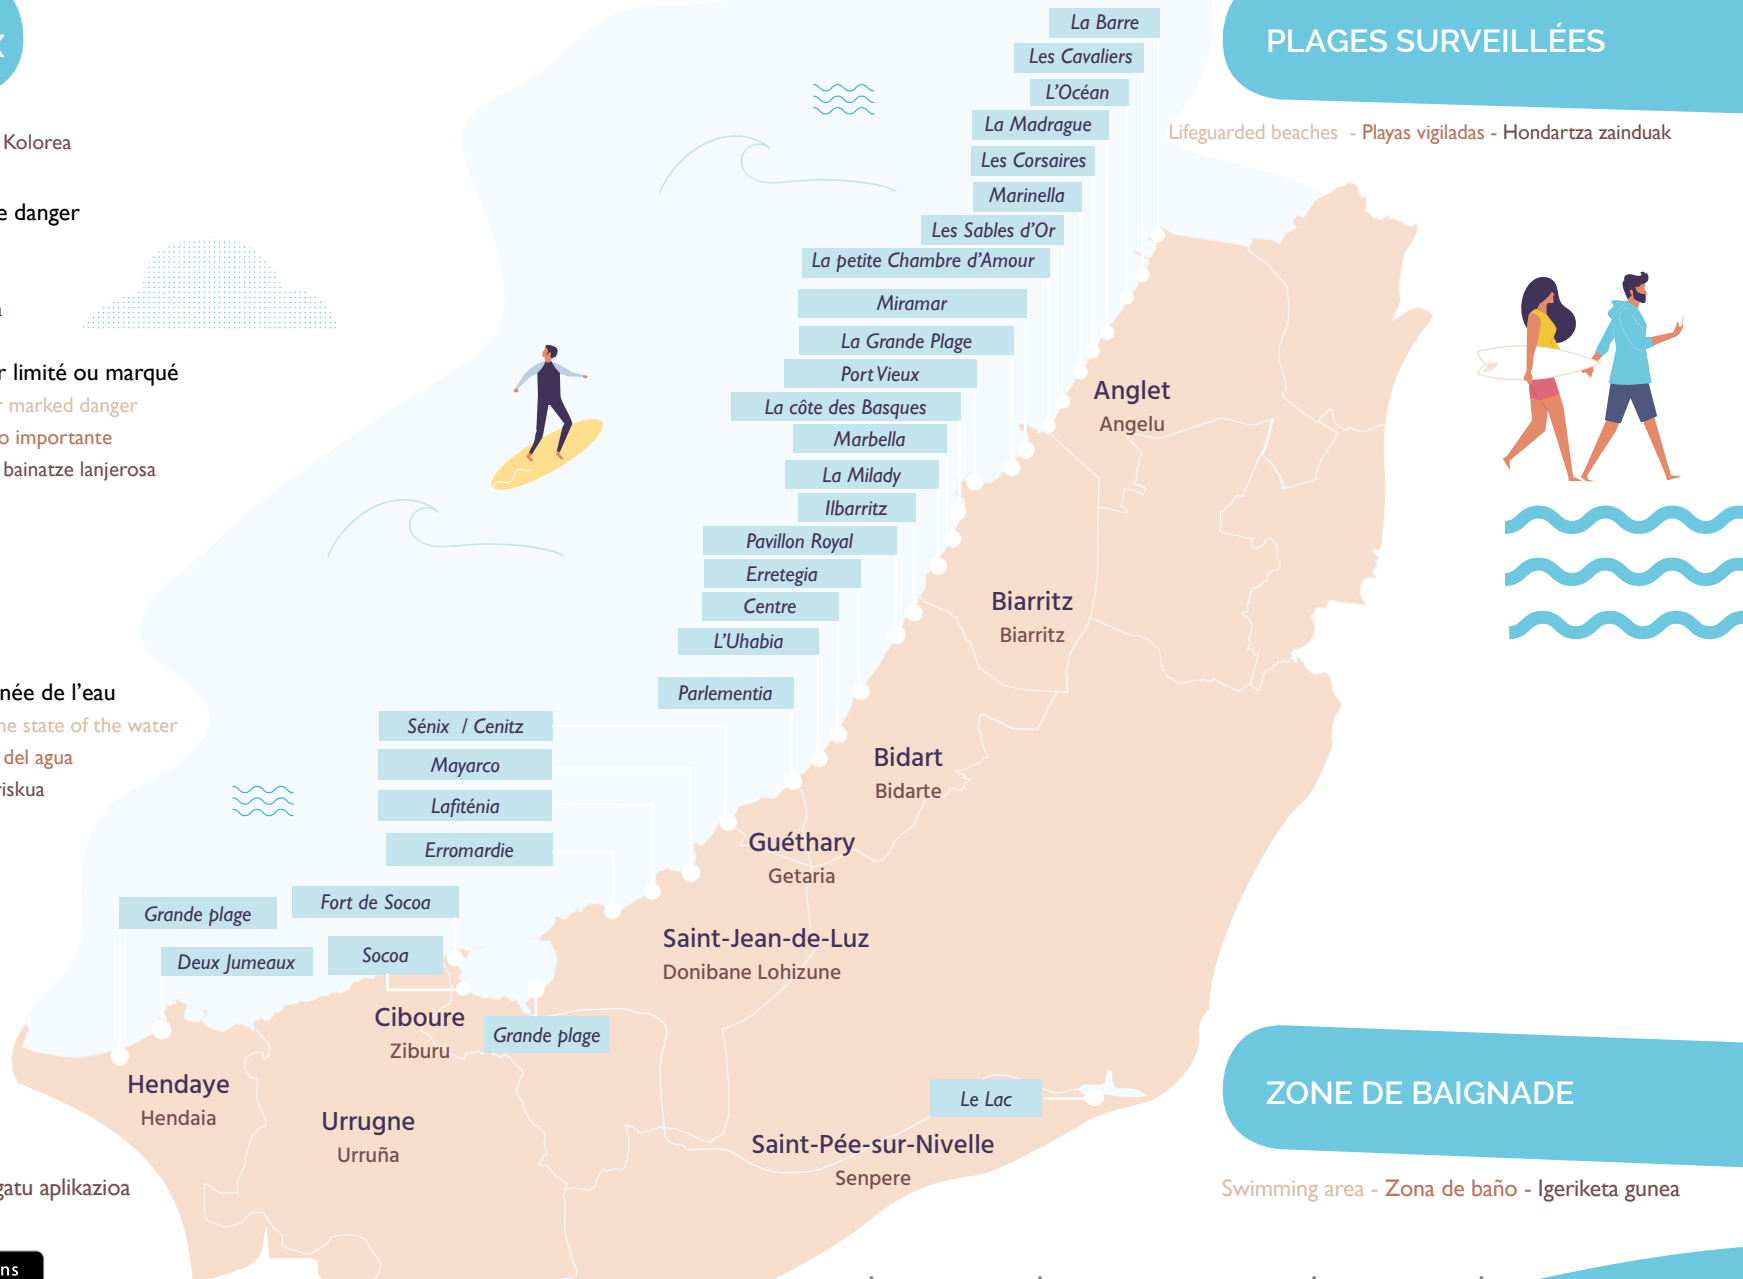 x
Kolorea
e danger
r limité ou marqué
r marked danger
o importante
bainatze lanjerosa
née de l'eau
ne state of the water
del agua
riskua
gatu aplikazioa
ns
PLAGES SURVEILLÉES
Lifeguarded beaches - Playas vigiladas - Hondartza zainduak
La Barre
Les Cavaliers
L'Océan
La Madrague
Les Corsaires
Marinella
Les Sables d'Or
La petite Chambre d'Amour
Miramar
La Grande Plage
Port Vieux
La côte des Basques
Marbella
La Milady
Ilbarritz
Pavillon Royal
Erretegia
Centre
L'Uhabia
Parlementia
Sénix / Cenitz
Mayarco
Lafiténia
Erromardie
Fort de Socoa
Grande plage
Socoa
Deux Jumeaux
Grande plage
Le Lac
Anglet
Angelu
Biarritz
Biarritz
Bidart
Bidarte
Guéthary
Getaria
Saint-Jean-de-Luz
Donibane Lohizune
Ciboure
Ziburu
Hendaye
Hendaia
Urrugne
Urruña
Saint-Pée-sur-Nivelle
Senpere
ZONE DE BAIGNADE
Swimming area - Zona de baño - Igeriketa gunea